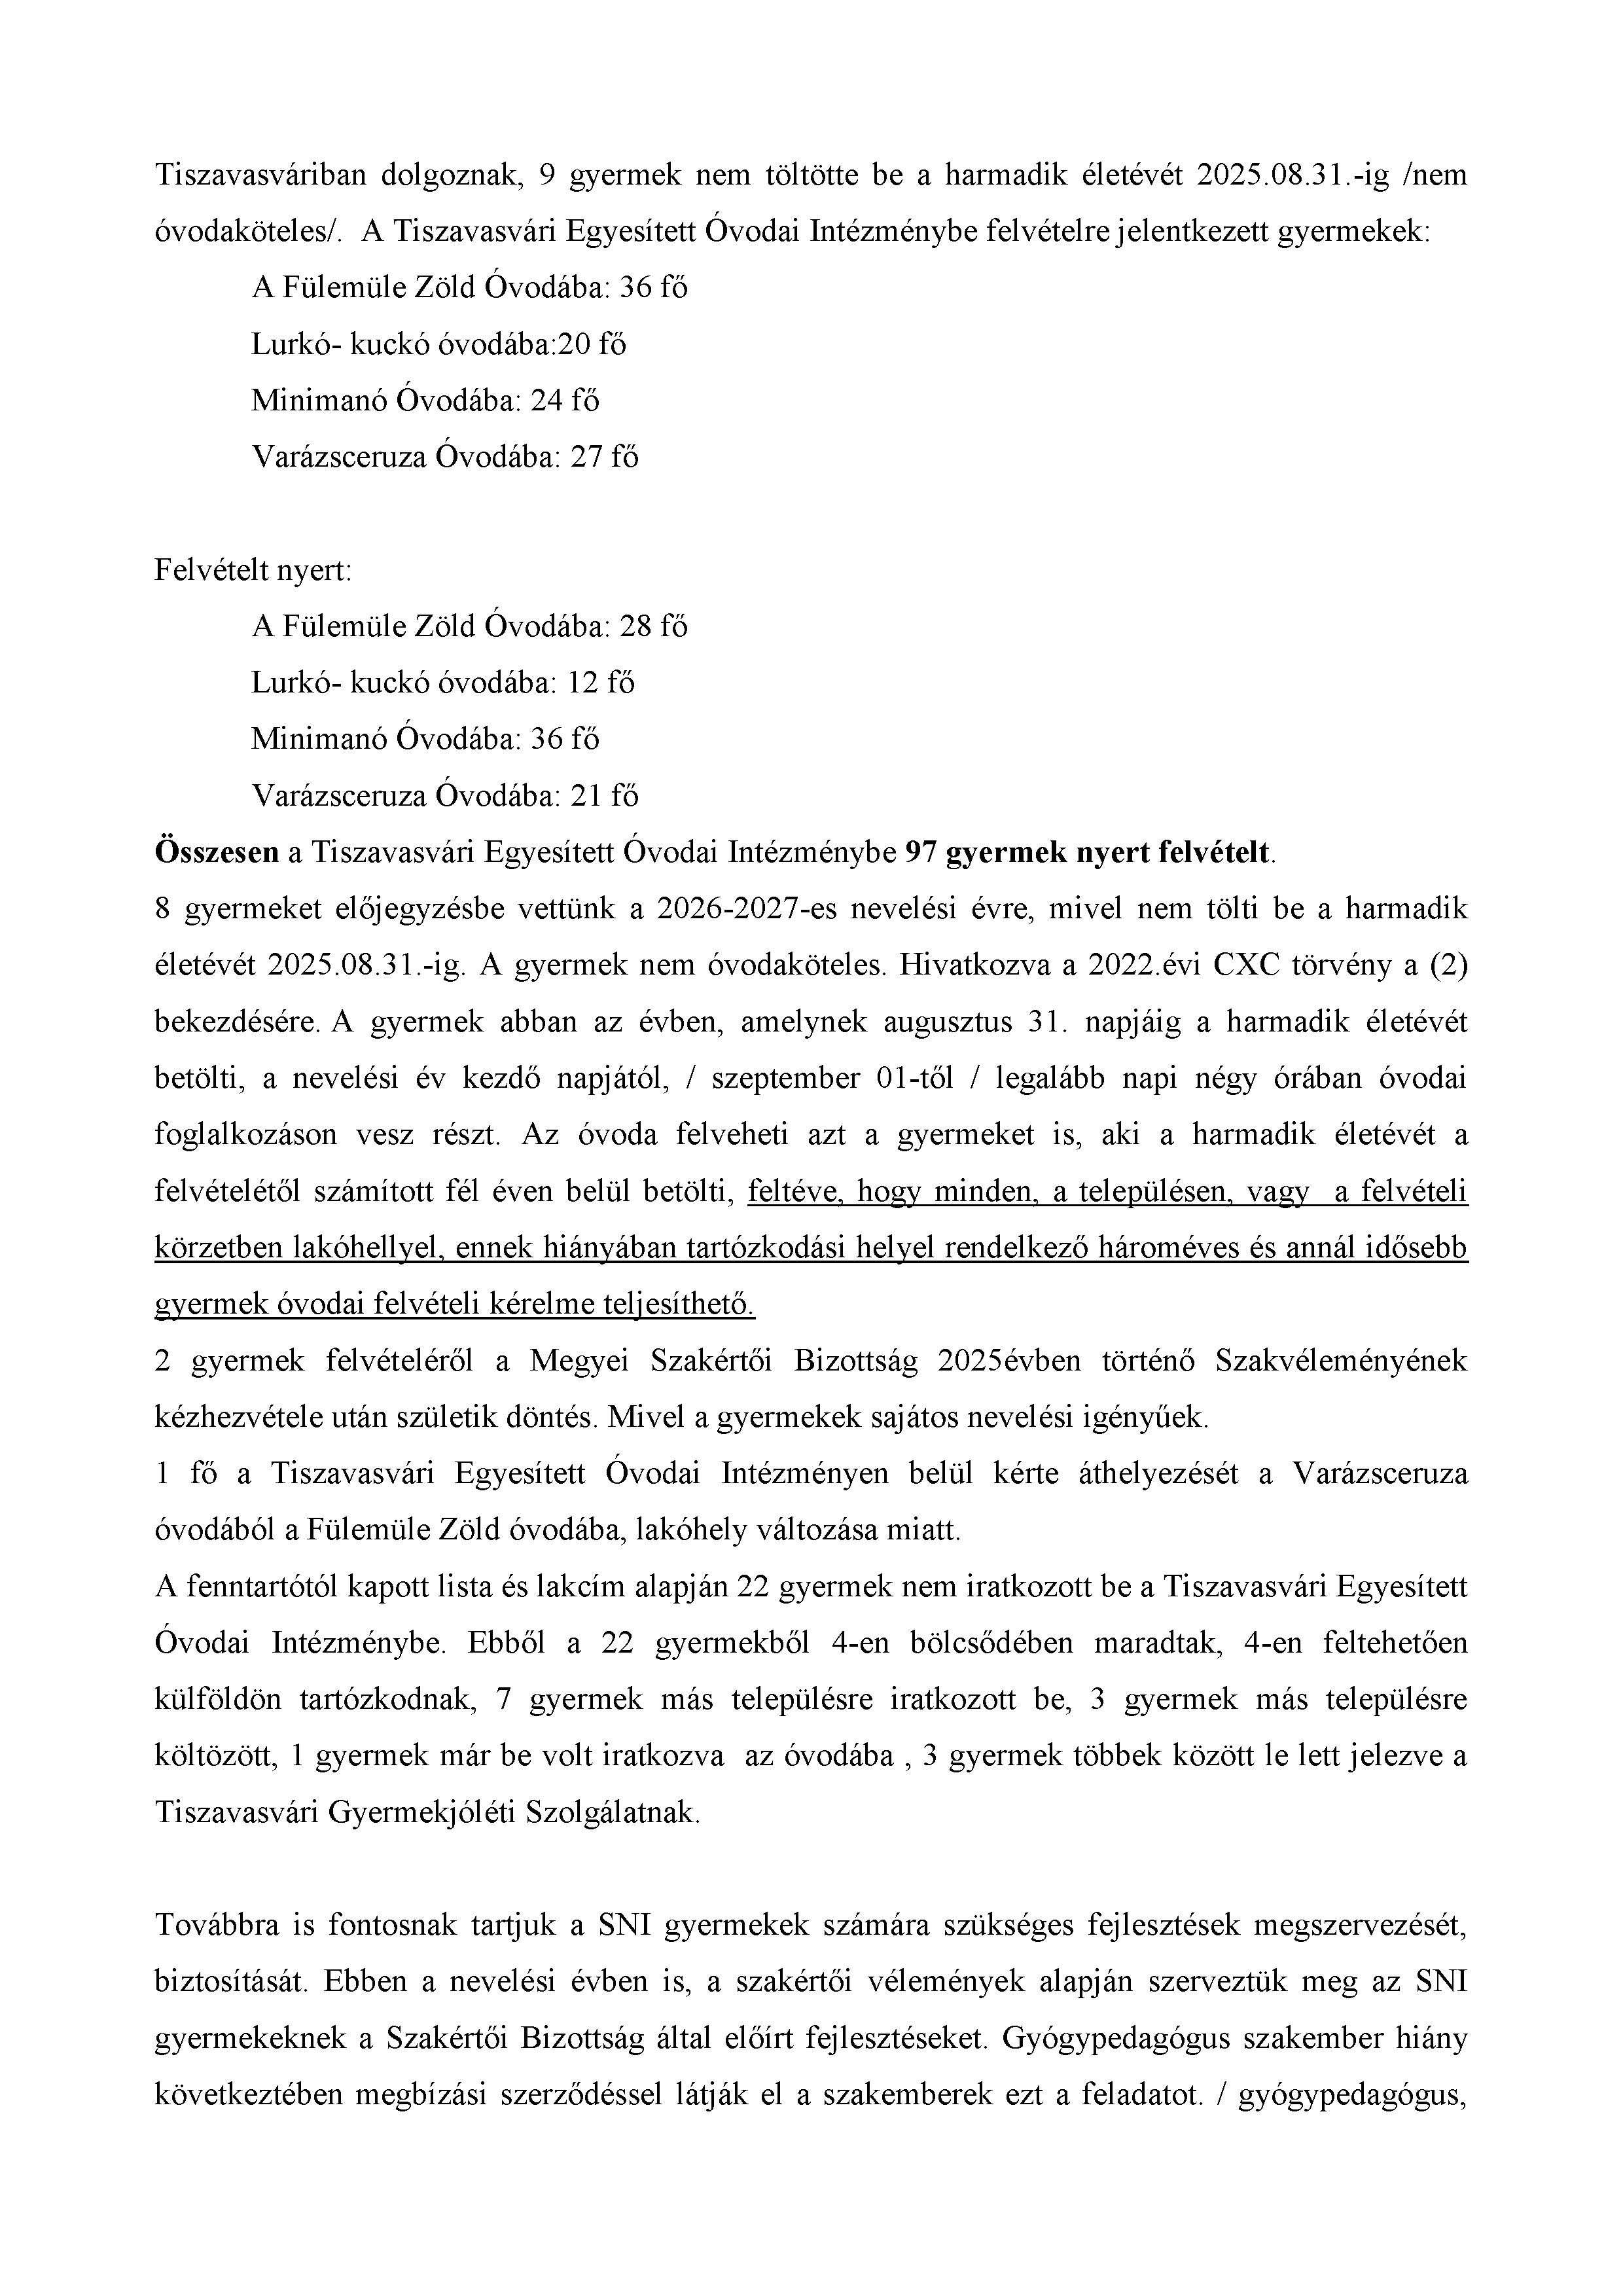 Tiszavasváriban dolgoznak, 9 gyermek nem töltötte be a harmadik életévét 2025.08.31.-ig /nem
óvodaköteles/.  A Tiszavasvári Egyesített Óvodai Intézménybe felvételre jelentkezett gyermekek:
A Fülemüle Zöld Óvodába: 36 fő
Lurkó- kuckó óvodába:20 fő
Minimanó Óvodába: 24 fő
Varázsceruza Óvodába: 27 fő
Felvételt nyert:
A Fülemüle Zöld Óvodába: 28 fő
Lurkó- kuckó óvodába: 12 fő
Minimanó Óvodába: 36 fő
Varázsceruza Óvodába: 21 fő
Összesen a Tiszavasvári Egyesített Óvodai Intézménybe 97 gyermek nyert felvételt.
8 gyermeket előjegyzésbe vettünk a 2026-2027-es nevelési évre, mivel nem tölti be a harmadik
életévét 2025.08.31.-ig. A gyermek nem óvodaköteles. Hivatkozva a 2022.évi CXC törvény a (2)
bekezdésére. A gyermek abban az évben, amelynek augusztus 31. napjáig a harmadik életévét
betölti, a nevelési év kezdő napjától, / szeptember 01-től / legalább napi négy órában óvodai
foglalkozáson vesz részt. Az óvoda felveheti azt a gyermeket is, aki a harmadik életévét a
felvételétől számított fél éven belül betölti, feltéve, hogy minden, a településen, vagy  a felvételi
körzetben lakóhellyel, ennek hiányában tartózkodási helyel rendelkező hároméves és annál idősebb
gyermek óvodai felvételi kérelme teljesíthető.
2 gyermek felvételéről a Megyei Szakértői Bizottság 2025évben történő Szakvéleményének
kézhezvétele után születik döntés. Mivel a gyermekek sajátos nevelési igényűek.
1 fő a Tiszavasvári Egyesített Óvodai Intézményen belül kérte áthelyezését a Varázsceruza
óvodából a Fülemüle Zöld óvodába, lakóhely változása miatt.
A fenntartótól kapott lista és lakcím alapján 22 gyermek nem iratkozott be a Tiszavasvári Egyesített
Óvodai Intézménybe. Ebből a 22 gyermekből 4-en bölcsődében maradtak, 4-en feltehetően
külföldön tartózkodnak, 7 gyermek más településre iratkozott be, 3 gyermek más településre
költözött, 1 gyermek már be volt iratkozva  az óvodába , 3 gyermek többek között le lett jelezve a
Tiszavasvári Gyermekjóléti Szolgálatnak.
Továbbra is fontosnak tartjuk a SNI gyermekek számára szükséges fejlesztések megszervezését,
biztosítását. Ebben a nevelési évben is, a szakértői vélemények alapján szerveztük meg az SNI
gyermekeknek a Szakértői Bizottság által előírt fejlesztéseket. Gyógypedagógus szakember hiány
következtében megbízási szerződéssel látják el a szakemberek ezt a feladatot. / gyógypedagógus,